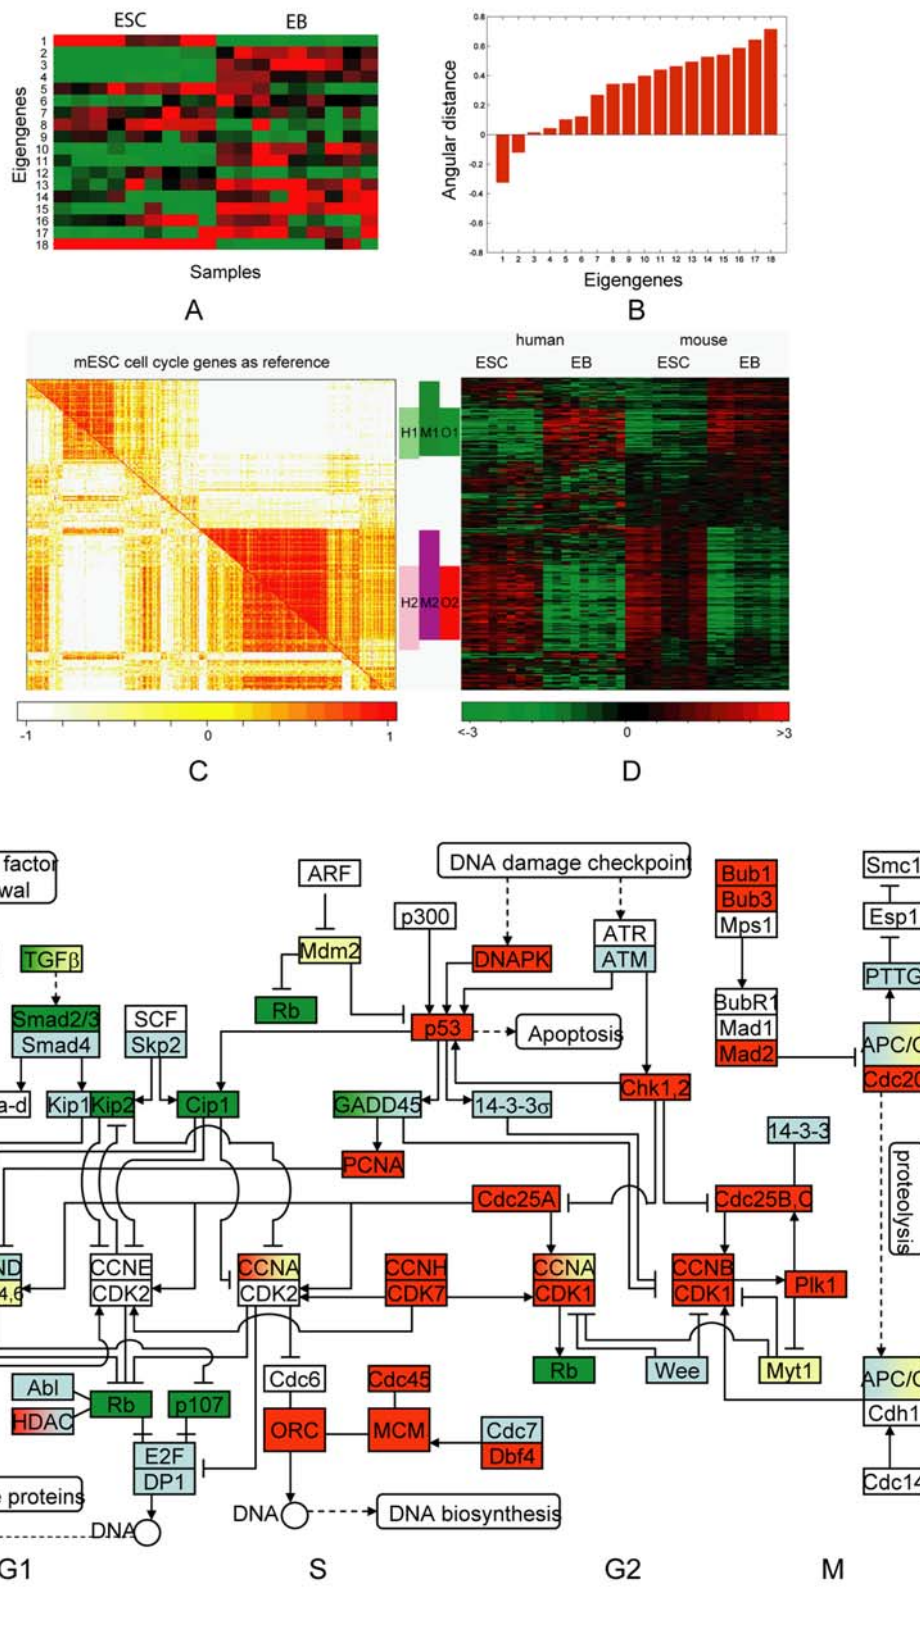 ESC EB
Eigengenes
1
2
3
4
5
6
7
8
9
10
11
12
13
14
15
16
17
18
Samples
A
Angular distance
0.8
0.6
0.4
0.2
0
-0.2
-0.4
-0.6
-0.8
1 2 3 4 5 6 7 8 9 10 11 12 13 14 15 16 17 18
Eigengenes
B
mESC cell cycle genes as reference
H1 M1 O1
H2 M2 O2
-1 0 1
C
human mouse
ESC EB ESC EB
<-3 0 >3
D
factor
wal
ARF
DNA damage checkpoint
Bub1
Bub3
Mps1
Smc1
Esp1
p300
ATR
ATM
TGFβ
Mdm2
DNAPK
PTTG
Rb
BubR1
Mad1
Mad2
Smad2/3
Smad4
SCF
Skp2
p53
Apoptosis
APC/C
Cdc20
Chk1,2
a-d
Kip1 Kip2
Cip1
GADD45
14-3-3σ
14-3-3
proteolysis
PCNA
Cdc25A
Cdc25B,C
ND
4,6
CCNE
CDK2
CCNA
CDK2
CCNH
CDK7
CCNA
CDK1
CCNB
CDK1
Plk1
Rb
Wee
Myt1
APC/C
Cdh1
Abl
HDAC
Rb
p107
Cdc6
Cdc45
ORC
MCM
Cdc7
Dbf4
E2F
DP1
Cdc14
e proteins
DNA
DNA
DNA biosynthesis
G1 S G2 M